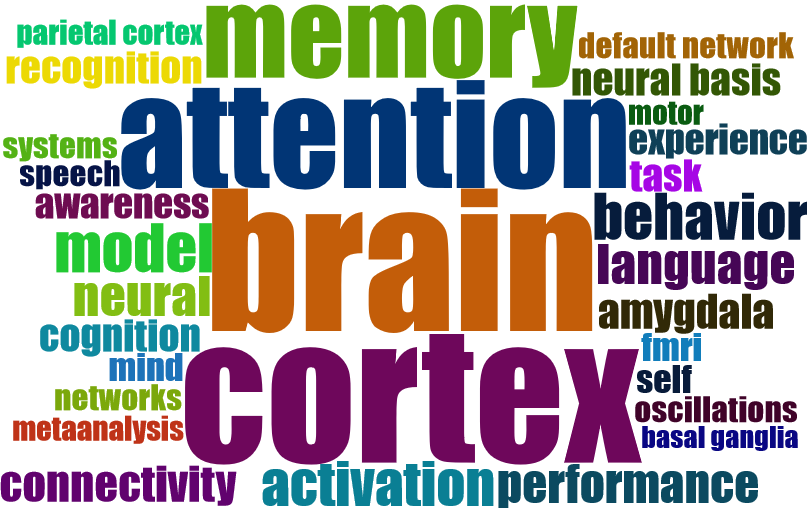 memory
parietal cortex
default network
recognition
neural basis
attention
motor
experience
systems
speech
task
awareness
brain
behavior
model
language
neural
amygdala
cognition
cortex
fmri
mind
self
networks
oscillations
metaanalysis
basal ganglia
connectivity
activation
performance